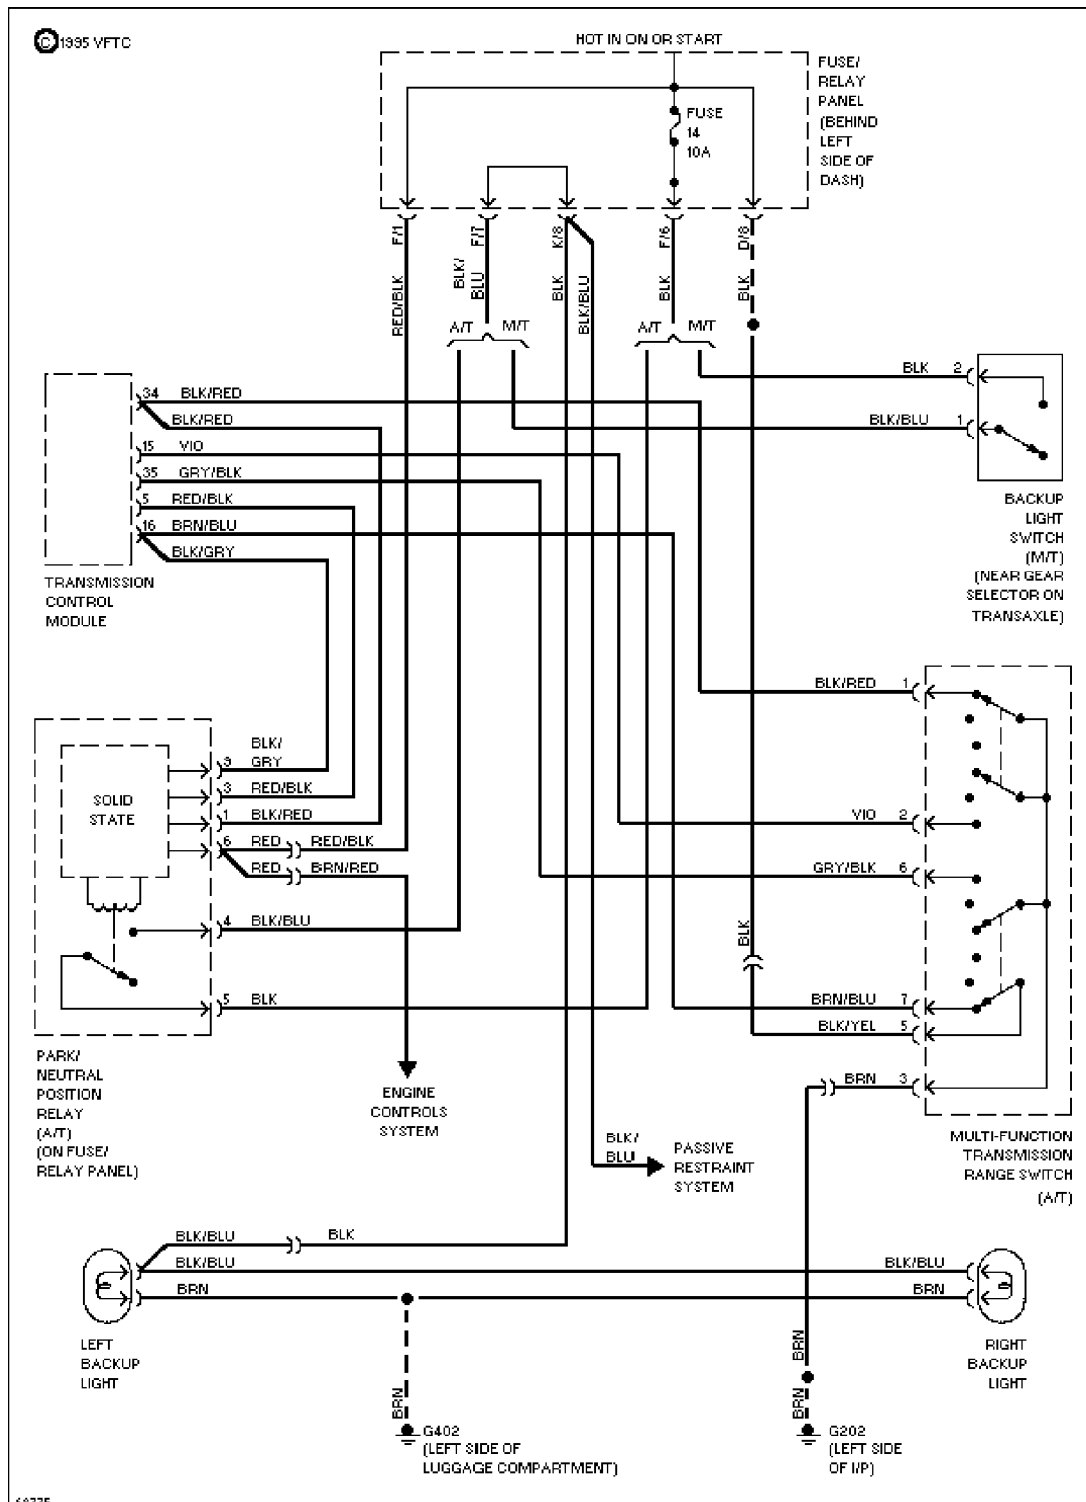 © 1995 VFTC
HOT IN ON OR START
FUSE/
RELAY
PANEL
(BEHIND
LEFT
SIDE OF
DASH)
FUSE
14
10A
F/1
F/7
K/8
F/6
D/8
RED/BLK
BLK/
BLU
BLK
BLK/BLU
BLK
BLK
A/T
M/T
A/T
M/T
BLK 2
BLK/BLU 1
BACKUP
LIGHT
SWITCH
(M/T)
(NEAR GEAR
SELECTOR ON
TRANSAXLE)
34 BLK/RED
BLK/RED
15 VIO
35 GRY/BLK
5 RED/BLK
16 BRN/BLU
BLK/GRY
TRANSMISSION
CONTROL
MODULE
BLK/RED 1
VIO 2
GRY/BLK 6
BLK
BRN/BLU 7
BLK/YEL 5
BRN 3
MULTI-FUNCTION
TRANSMISSION
RANGE SWITCH
(A/T)
SOLID
STATE
BLK/
9 GRY
3 RED/BLK
1 BLK/RED
6 RED RED/BLK
RED BRN/RED
4 BLK/BLU
5 BLK
PARK/
NEUTRAL
POSITION
RELAY
(A/T)
(ON FUSE/
RELAY PANEL)
ENGINE
CONTROLS
SYSTEM
BLK/
BLU
PASSIVE
RESTRAINT
SYSTEM
BLK/BLU BLK
BLK/BLU
BRN
BLK/BLU
BRN
LEFT
BACKUP
LIGHT
RIGHT
BACKUP
LIGHT
BRN
BRN
BRN
G402
(LEFT SIDE OF
LUGGAGE COMPARTMENT)
G202
(LEFT SIDE
OF I/P)